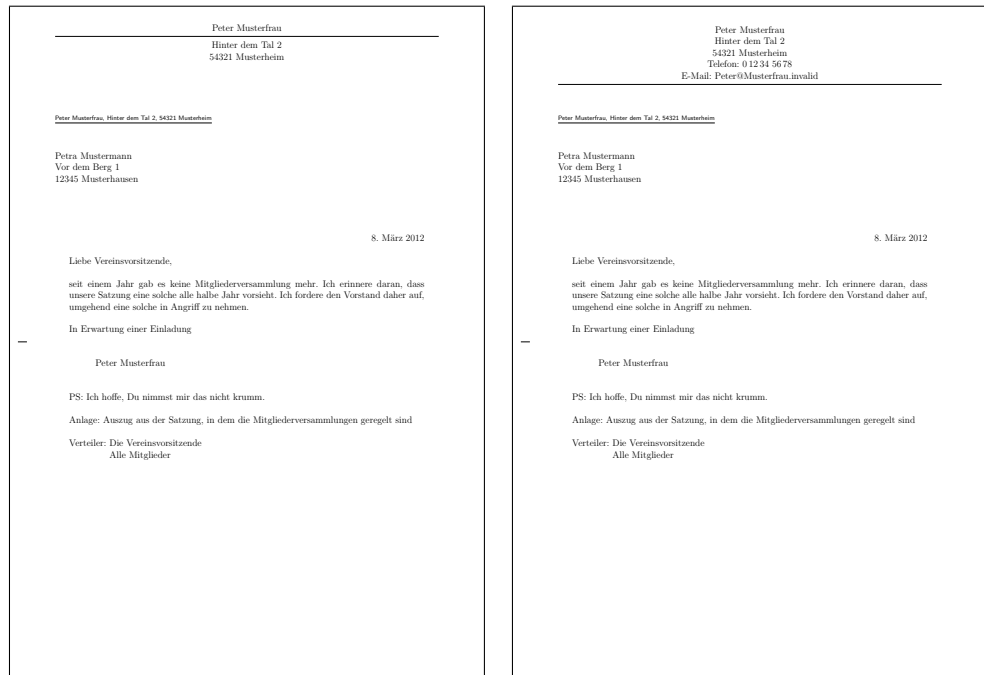 Peter Musterfrau
Hinter dem Tal 2
54321 Musterheim
Peter Musterfrau, Hinter dem Tal 2, 54321 Musterheim
Petra Mustermann
Vor dem Berg 1
12345 Musterhausen
8. März 2012
Liebe Vereinsvorsitzende,
seit einem Jahr gab es keine Mitgliederversammlung mehr. Ich erinnere daran, dass
unsere Satzung eine solche alle halbe Jahr vorsieht. Ich fordere den Vorstand daher auf,
umgehend eine solche in Angriff zu nehmen.
In Erwartung einer Einladung
Peter Musterfrau
PS: Ich hoffe, Du nimmst mir das nicht krumm.
Anlage: Auszug aus der Satzung, in dem die Mitgliederversammlungen geregelt sind
Verteiler: Die Vereinsvorsitzende
Alle Mitglieder
Peter Musterfrau
Hinter dem Tal 2
54321 Musterheim
Telefon: 0 12 34 56 78
E-Mail: Peter@Musterfrau.invalid
Peter Musterfrau, Hinter dem Tal 2, 54321 Musterheim
Petra Mustermann
Vor dem Berg 1
12345 Musterhausen
8. März 2012
Liebe Vereinsvorsitzende,
seit einem Jahr gab es keine Mitgliederversammlung mehr. Ich erinnere daran, dass
unsere Satzung eine solche alle halbe Jahr vorsieht. Ich fordere den Vorstand daher auf,
umgehend eine solche in Angriff zu nehmen.
In Erwartung einer Einladung
Peter Musterfrau
PS: Ich hoffe, Du nimmst mir das nicht krumm.
Anlage: Auszug aus der Satzung, in dem die Mitgliederversammlungen geregelt sind
Verteiler: Die Vereinsvorsitzende
Alle Mitglieder